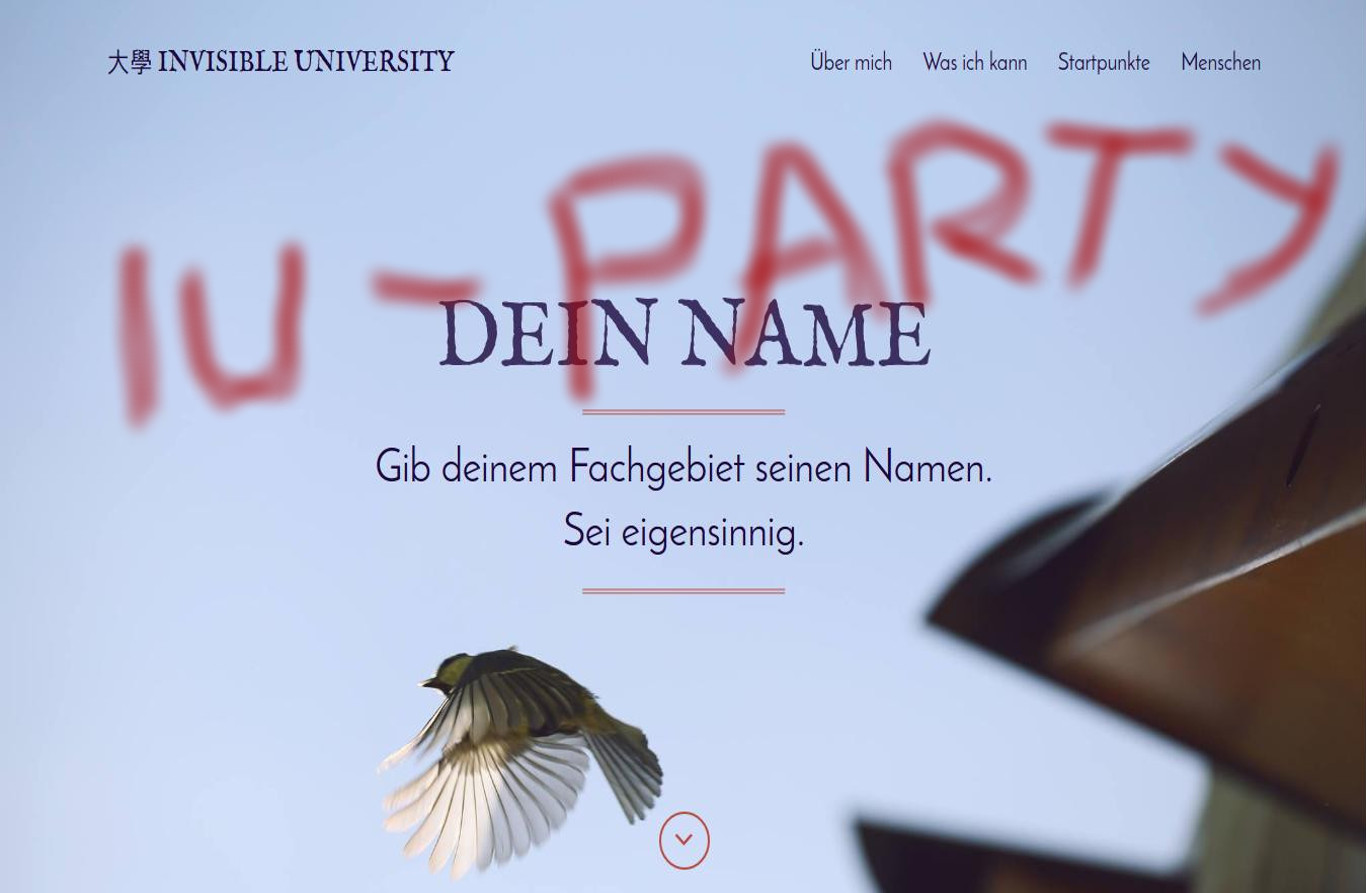 大學 INVISIBLE UNIVERSITY
Über mich Was ich kann Startpunkte Menschen
IU - PARTY
DEIN NAME
Gib deinem Fachgebiet seinen Namen.
Sei eigensinnig.